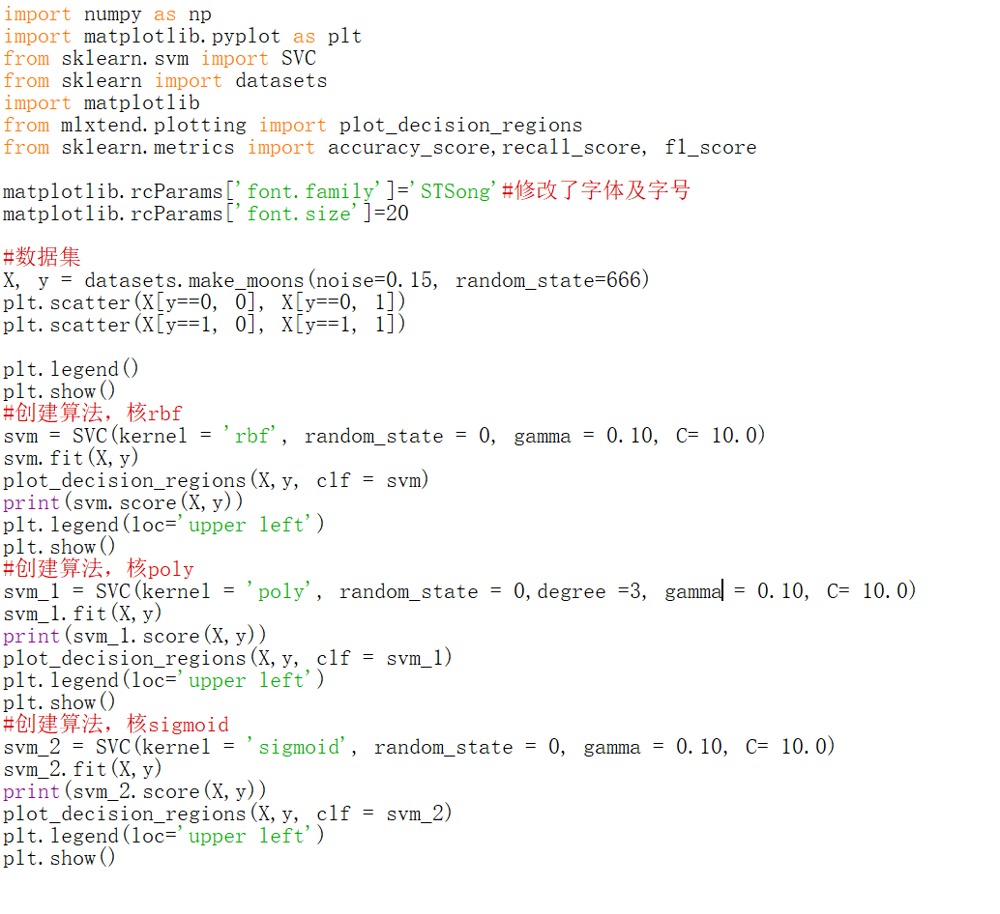 import numpy as np
import matplotlib.pyplot as plt
from sklearn.svm import SVC
from sklearn import datasets
import matplotlib
from mlxtend.plotting import plot_decision_regions
from sklearn.metrics import accuracy_score,recall_score, f1_score
matplotlib.rcParams['font.family']='STSong'#修改了字体及字号
matplotlib.rcParams['font.size']=20
#数据集
X, y = datasets.make_moons(noise=0.15, random_state=666)
plt.scatter(X[y==0, 0], X[y==0, 1])
plt.scatter(X[y==1, 0], X[y==1, 1])
plt.legend()
plt.show()
#创建算法，核rbf
svm = SVC(kernel = 'rbf', random_state = 0, gamma = 0.10, C= 10.0)
svm.fit(X,y)
plot_decision_regions(X,y, clf = svm)
print(svm.score(X,y))
plt.legend(loc='upper left')
plt.show()
#创建算法，核poly
svm_1 = SVC(kernel = 'poly', random_state = 0,degree =3, gamma = 0.10, C= 10.0)
svm_1.fit(X,y)
print(svm_1.score(X,y))
plot_decision_regions(X,y, clf = svm_1)
plt.legend(loc='upper left')
plt.show()
#创建算法，核sigmoid
svm_2 = SVC(kernel = 'sigmoid', random_state = 0, gamma = 0.10, C= 10.0)
svm_2.fit(X,y)
print(svm_2.score(X,y))
plot_decision_regions(X,y, clf = svm_2)
plt.legend(loc='upper left')
plt.show()